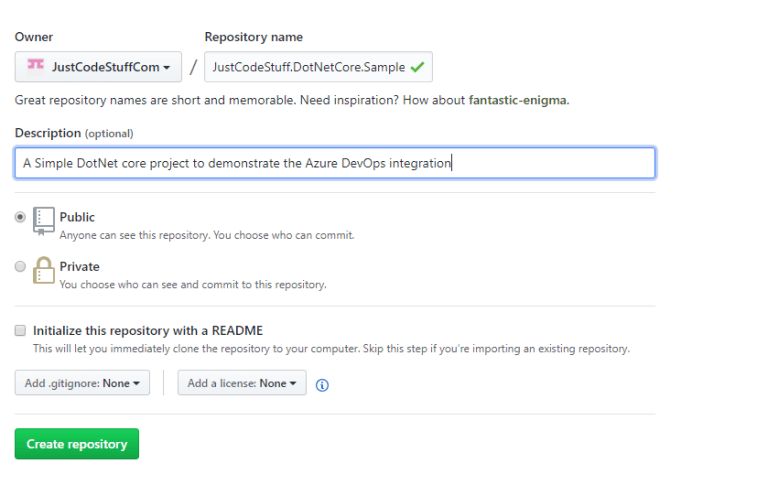 Owner Repository name
JustCodeStuffCom / JustCodeStuff.DotNetCore.Sample
Great repository names are short and memorable. Need inspiration? How about fantastic-enigma.
Description (optional)
A Simple DotNet core project to demonstrate the Azure DevOps integration
Public
Anyone can see this repository. You choose who can commit.
Private
You choose who can see and commit to this repository.
Initialize this repository with a README
This will let you immediately clone the repository to your computer. Skip this step if you're importing an existing repository.
Add .gitignore: None Add a license: None
Create repository